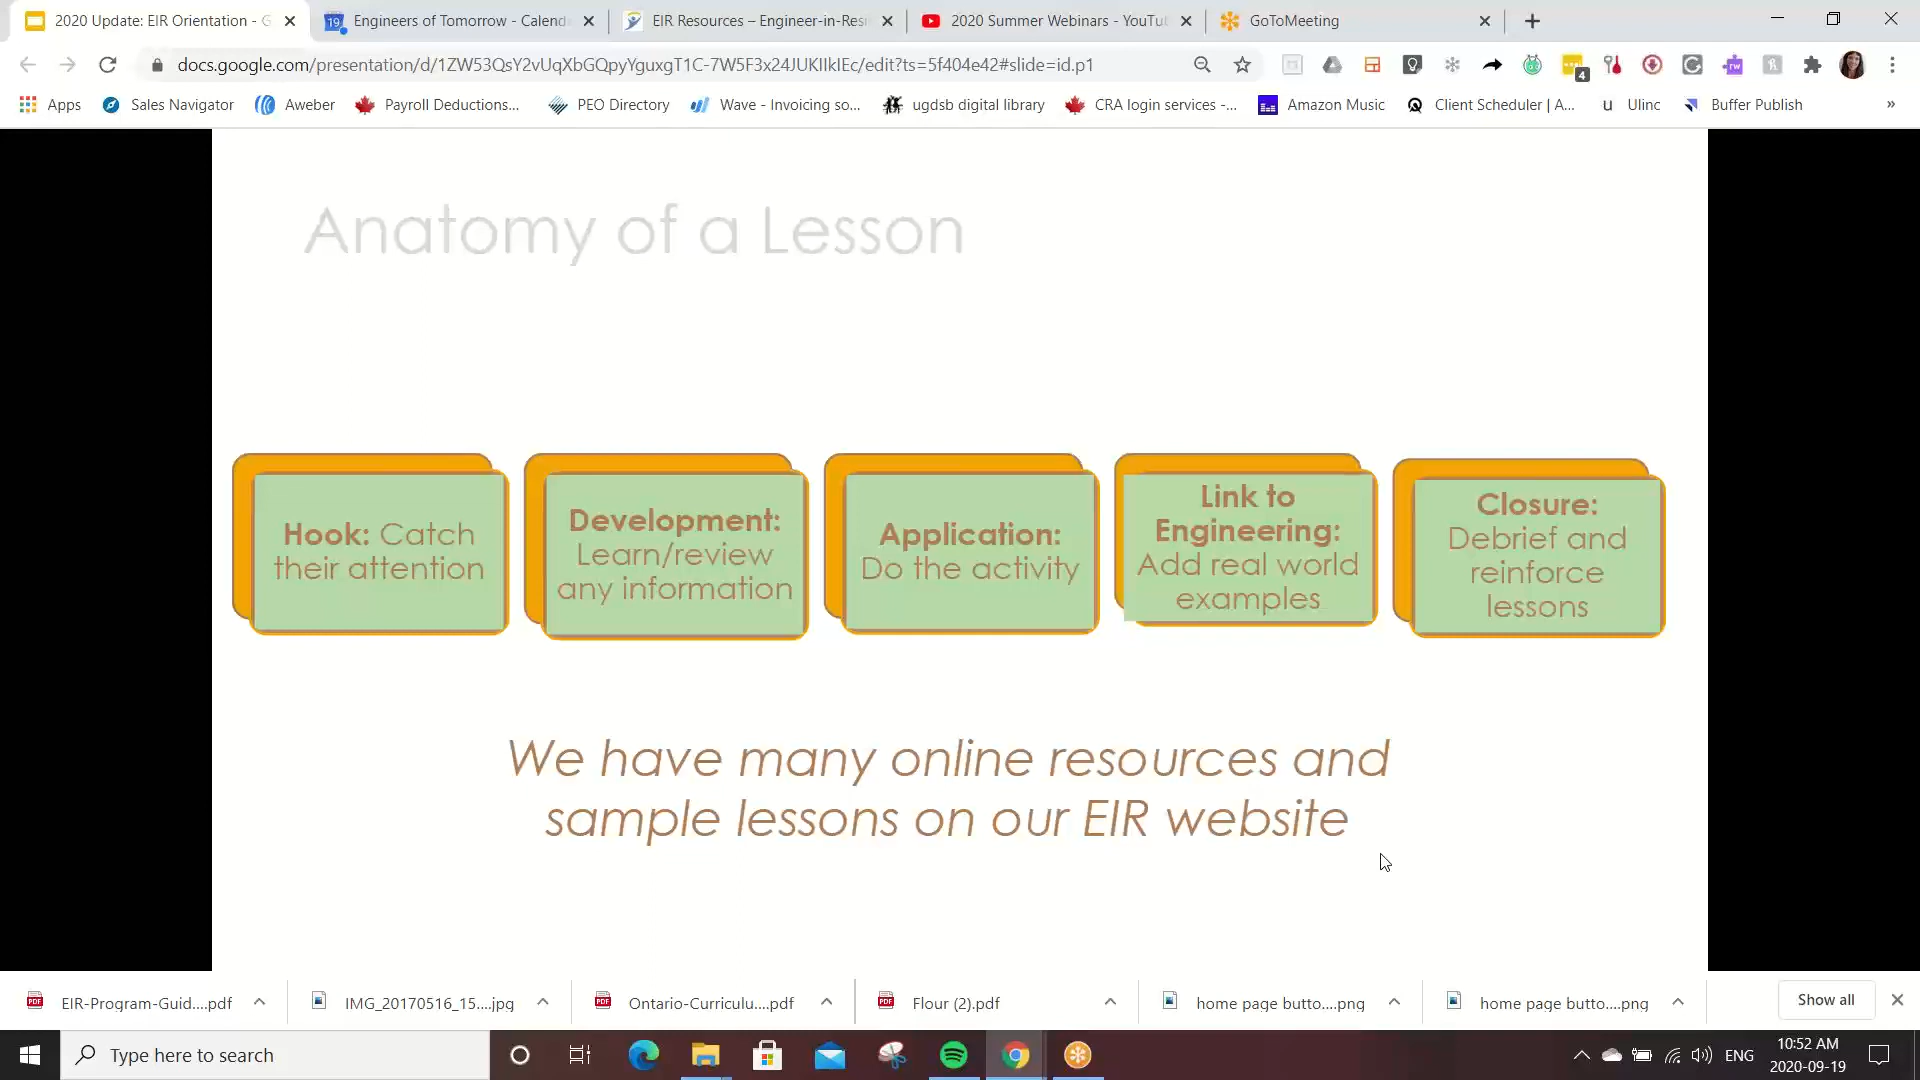 2020 Update: EIR Orientation - G
Engineers of Tomorrow - Calend
EIR Resources – Engineer-in-Resi
2020 Summer Webinars - YouTu
GoToMeeting
docs.google.com/presentation/d/1ZW53QsY2vUqXbGQpyYguxgT1C-7W5F3x24JUKIlkIEc/edit?ts=5f404e42#slide=id.p1
4
Apps
Sales Navigator
Aweber
Payroll Deductions...
PEO Directory
Wave - Invoicing so...
ugdsb digital library
CRA login services -...
Amazon Music
Client Scheduler | A...
Ulinc
Buffer Publish
»
Anatomy of a Lesson
Hook: Catch
their attention
Development:
Learn/review
any information
Application:
Do the activity
Link to
Engineering:
Add real world
examples
Closure:
Debrief and
reinforce
lessons
We have many online resources and
sample lessons on our EIR website
EIR-Program-Guid....pdf
IMG_20170516_15....jpg
Ontario-Curriculu....pdf
Flour (2).pdf
home page butto....png
home page butto....png
Show all
Type here to search
ENG
10:52 AM
2020-09-19